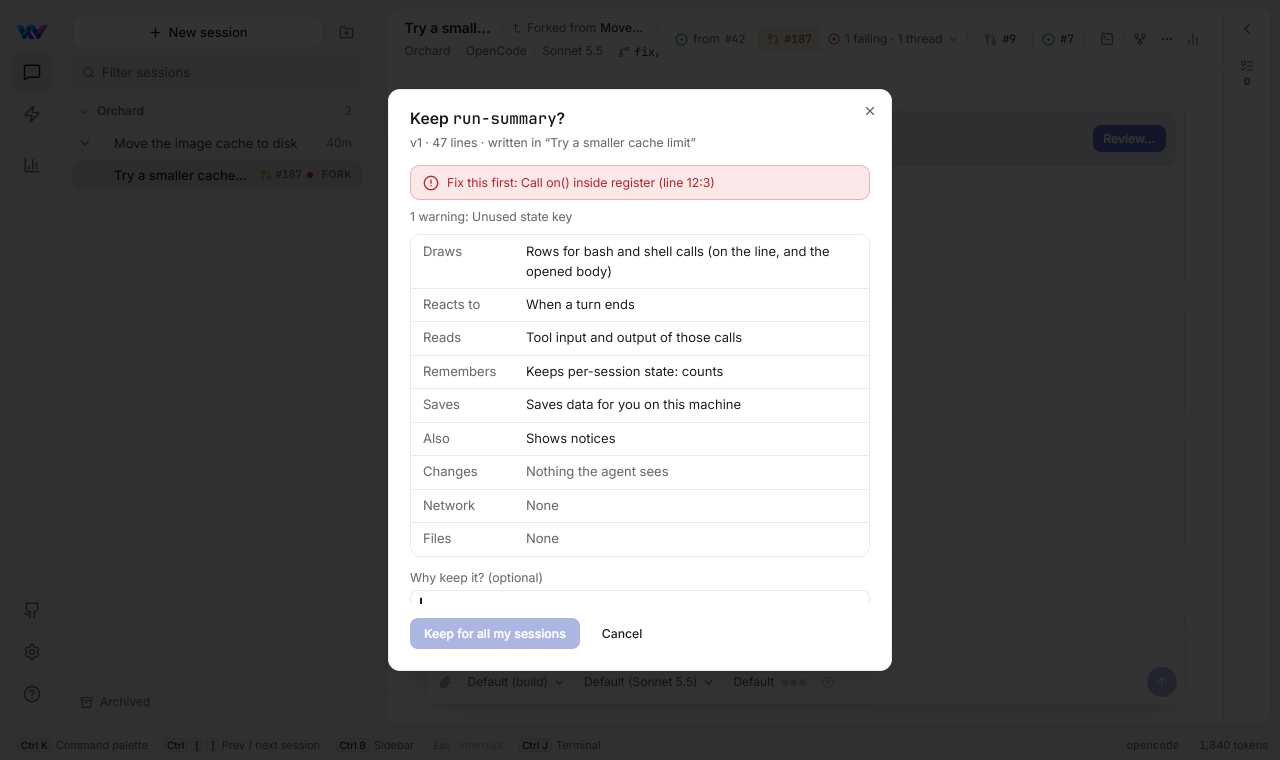 New session
Filter sessions
Orchard 2
Move the image cache to disk 40m
Try a smaller cache... #187 FORK
Archived
Try a small... Forked from Move...
Orchard · OpenCode · Sonnet 5.5 · fix,
from #42 #187 1 failing · 1 thread #9 #7
0
Review...
Keep run-summary?
v1 · 47 lines · written in “Try a smaller cache limit”
Fix this first: Call on() inside register (line 12:3)
1 warning: Unused state key
Draws Rows for bash and shell calls (on the line, and the
opened body)
Reacts to When a turn ends
Reads Tool input and output of those calls
Remembers Keeps per-session state: counts
Saves Saves data for you on this machine
Also Shows notices
Changes Nothing the agent sees
Network None
Files None
Why keep it? (optional)
Keep for all my sessions Cancel
Default (build) Default (Sonnet 5.5) Default
Ctrl K Command palette Ctrl [ ] Prev / next session Ctrl B Sidebar Esc Interrupt Ctrl J Terminal opencode 1,840 tokens